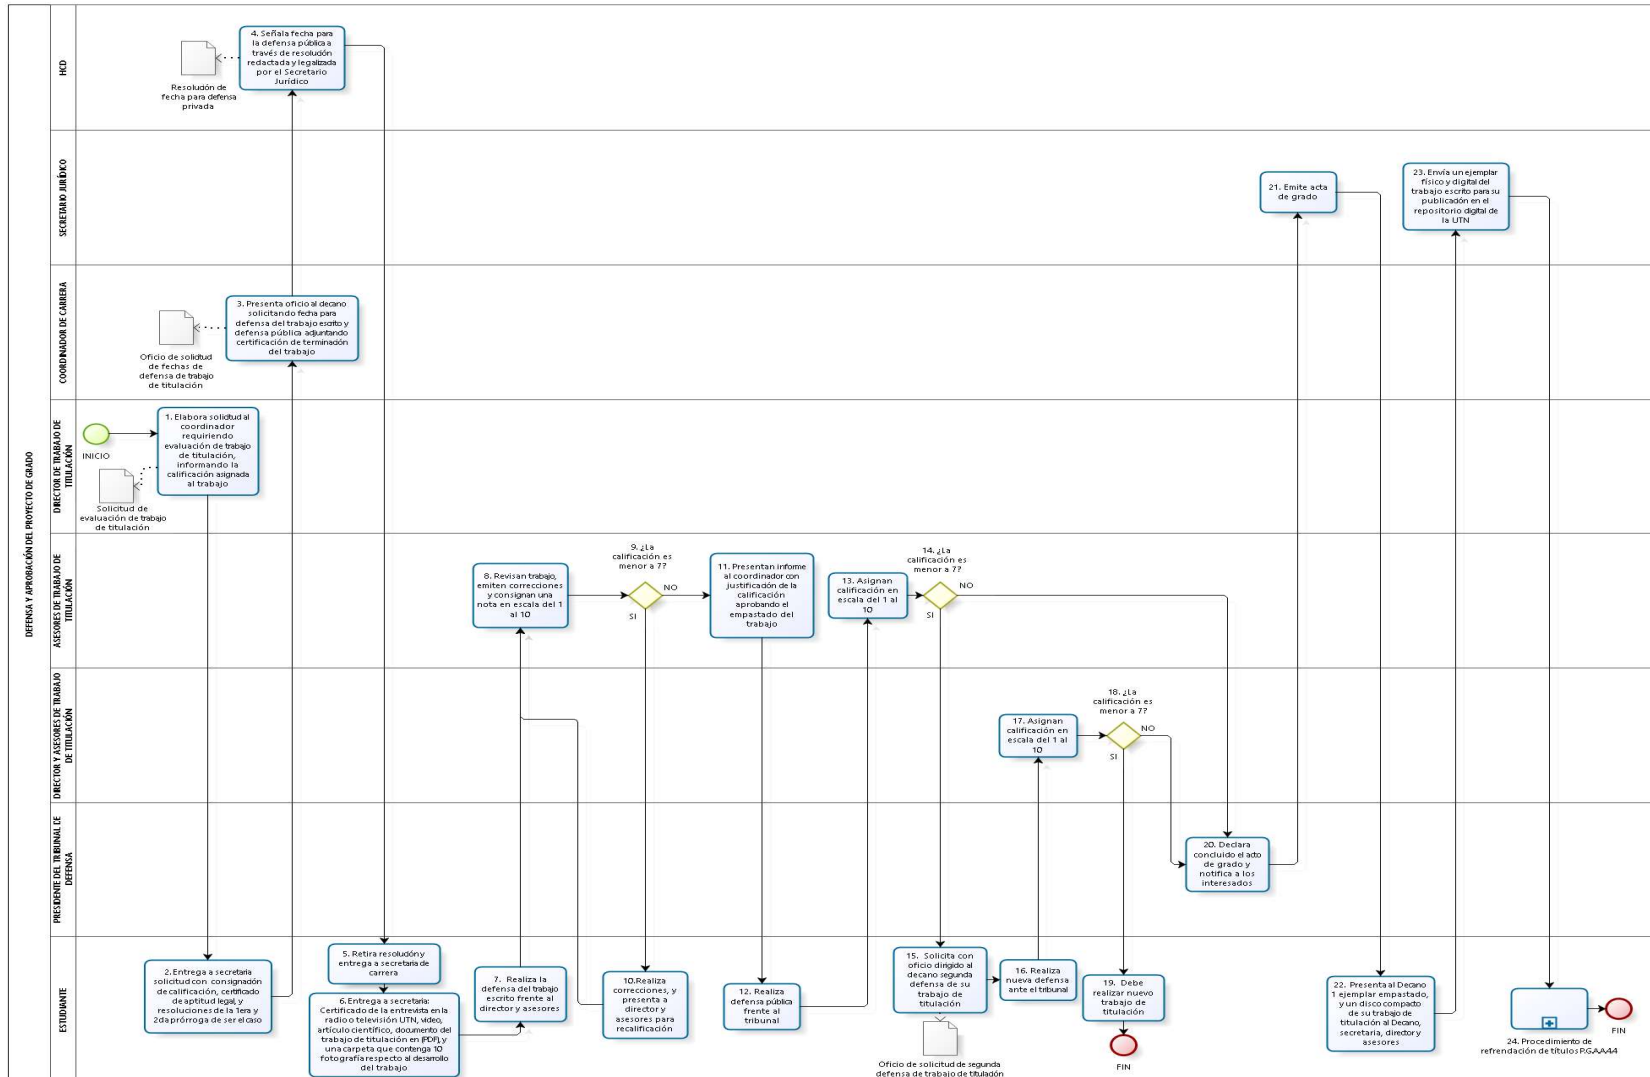 DEFENSA Y APROBACIÓN DEL PROYECTO DE GRADO
HCD
4. Señala fecha para
la defensa pública a
través de resolución
redactada y legalizada
por el Secretario
Jurídico
Resolución de
fecha para defensa
privada
SECRETARIO JURÍDICO
21. Emite acta
de grado
23. Envía un ejemplar
físico y digital del
trabajo escrito para su
publicación en el
repositorio digital de
la UTN
COORDINADOR DE CARRERA
3. Presenta oficio al decano
solicitando fecha para
defensa del trabajo escrito y
defensa pública adjuntando
certificación de terminación
del trabajo
Oficio de solicitud
de fechas de
defensa de trabajo
de titulación
DIRECTOR DE TRABAJO DE
TITULACIÓN
INICIO
1. Elabora solicitud al
coordinador
requiriendo
evaluación de trabajo
de titulación,
informando la
calificación asignada
al trabajo
Solicitud de
evaluación de trabajo
de titulación
ASESORES DE TRABAJO DE
TITULACIÓN
8. Revisan trabajo,
emiten correcciones
y consignan una
nota en escala del 1
al 10
9. ¿La
calificación es
menor a 7?
NO
SI
11. Presentan informe
al coordinador con
justificación de la
calificación
aprobando el
empastado del
trabajo
13. Asignan
calificación en
escala del 1 al
10
14. ¿La
calificación es
menor a 7?
NO
SI
DIRECTOR Y ASESORES DE TRABAJO
DE TITULACIÓN
17. Asignan
calificación en
escala del 1 al
10
18. ¿La
calificación es
menor a 7?
NO
SI
PRESIDENTE DEL TRIBUNAL DE
DEFENSA
20. Declara
concluido el acto
de grado y
notifica a los
interesados
ESTUDIANTE
2. Entrega a secretaria
solicitud con consignación
de calificación, certificado
de aptitud legal, y
resoluciones de la 1era y
2da prórroga de ser el caso
5. Retira resolución y
entrega a secretaria de
carrera
6. Entrega a secretaria:
Certificado de la entrevista en la
radio o televisión UTN, video,
artículo científico, documento del
trabajo de titulación en (PDF), y
una carpeta que contenga 10
fotografía respecto al desarrollo
del trabajo
7. Realiza la
defensa del trabajo
escrito frente al
director y asesores
10.Realiza
correcciones, y
presenta a
director y
asesores para
recalificación
12. Realiza
defensa pública
frente al
tribunal
15. Solicita con
oficio dirigido al
decano segunda
defensa de su
trabajo de
titulación
Oficio de solicitud de segunda
defensa de trabajo de titulación
16. Realiza
nueva defensa
ante el tribunal
19. Debe
realizar nuevo
trabajo de
titulación
FIN
22. Presenta al Decano
1 ejemplar empastado,
y un disco compacto
de su trabajo de
titulación al Decano,
secretaria, director y
asesores
24. Procedimiento de
refrendación de títulos P.G.A.A.4.4
FIN